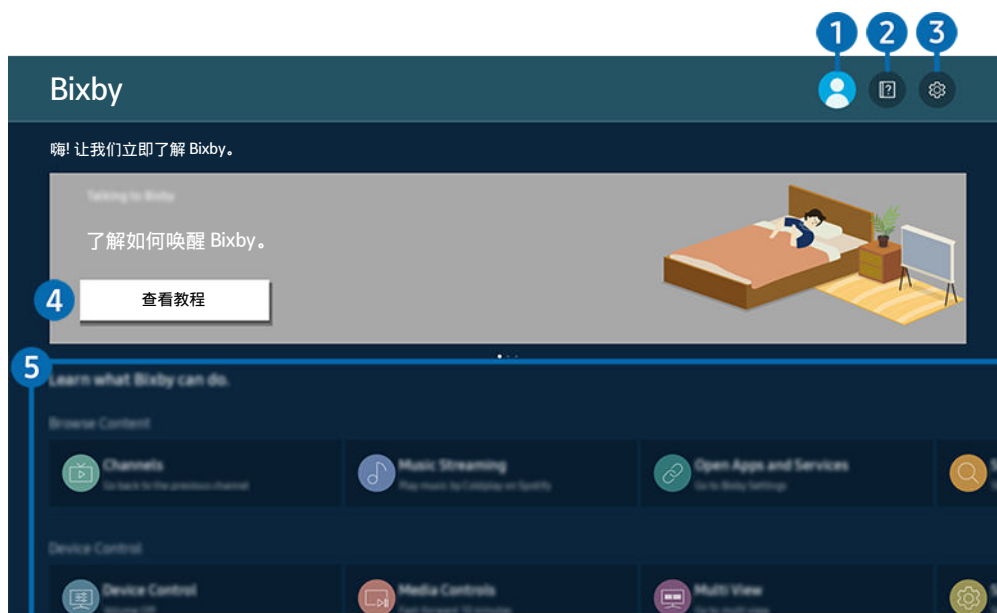 1 2 3
Bixby
嗨! 让我们立即了解 Bixby。
Talking to Bixby
了解如何唤醒 Bixby。
4 查看教程
5
Learn what Bixby can do.
Browse Content
Channels Music Streaming Open Apps and Services
Go back to the previous channel Play music by Coldplay on Spotify Go to Bixby Settings
Device Control
Device Control Media Controls Multi View